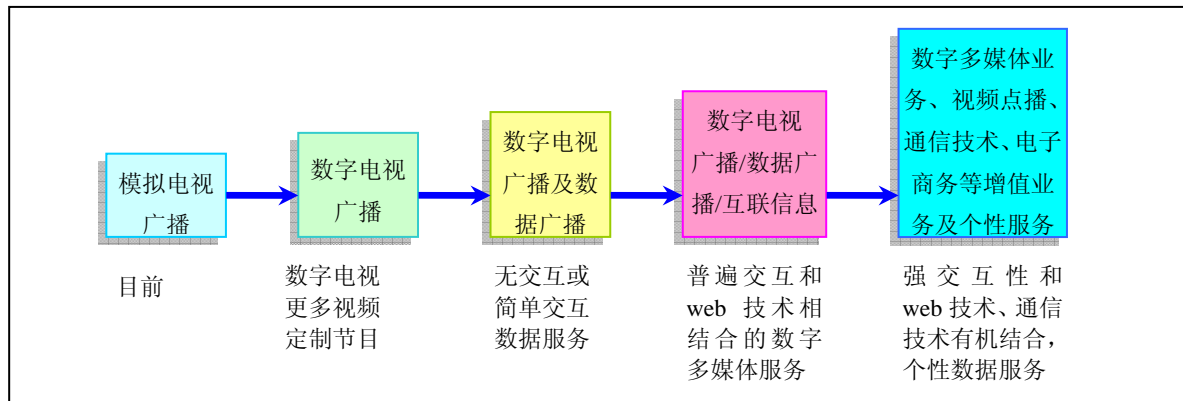 模拟电视
广播
数字电视
广播
数字电视
广播及数
据广播
数字电视
广播/数据广
播/互联信息
数字多媒体业
务、视频点播、
通信技术、电子
商务等增值业
务及个性服务
目前
数字电视
更多视频
定制节目
无交互或
简单交互
数据服务
普遍交互和
web 技术相
结合的数字
多媒体服务
强交互性和
web 技术、通信
技术有机结合，
个性数据服务